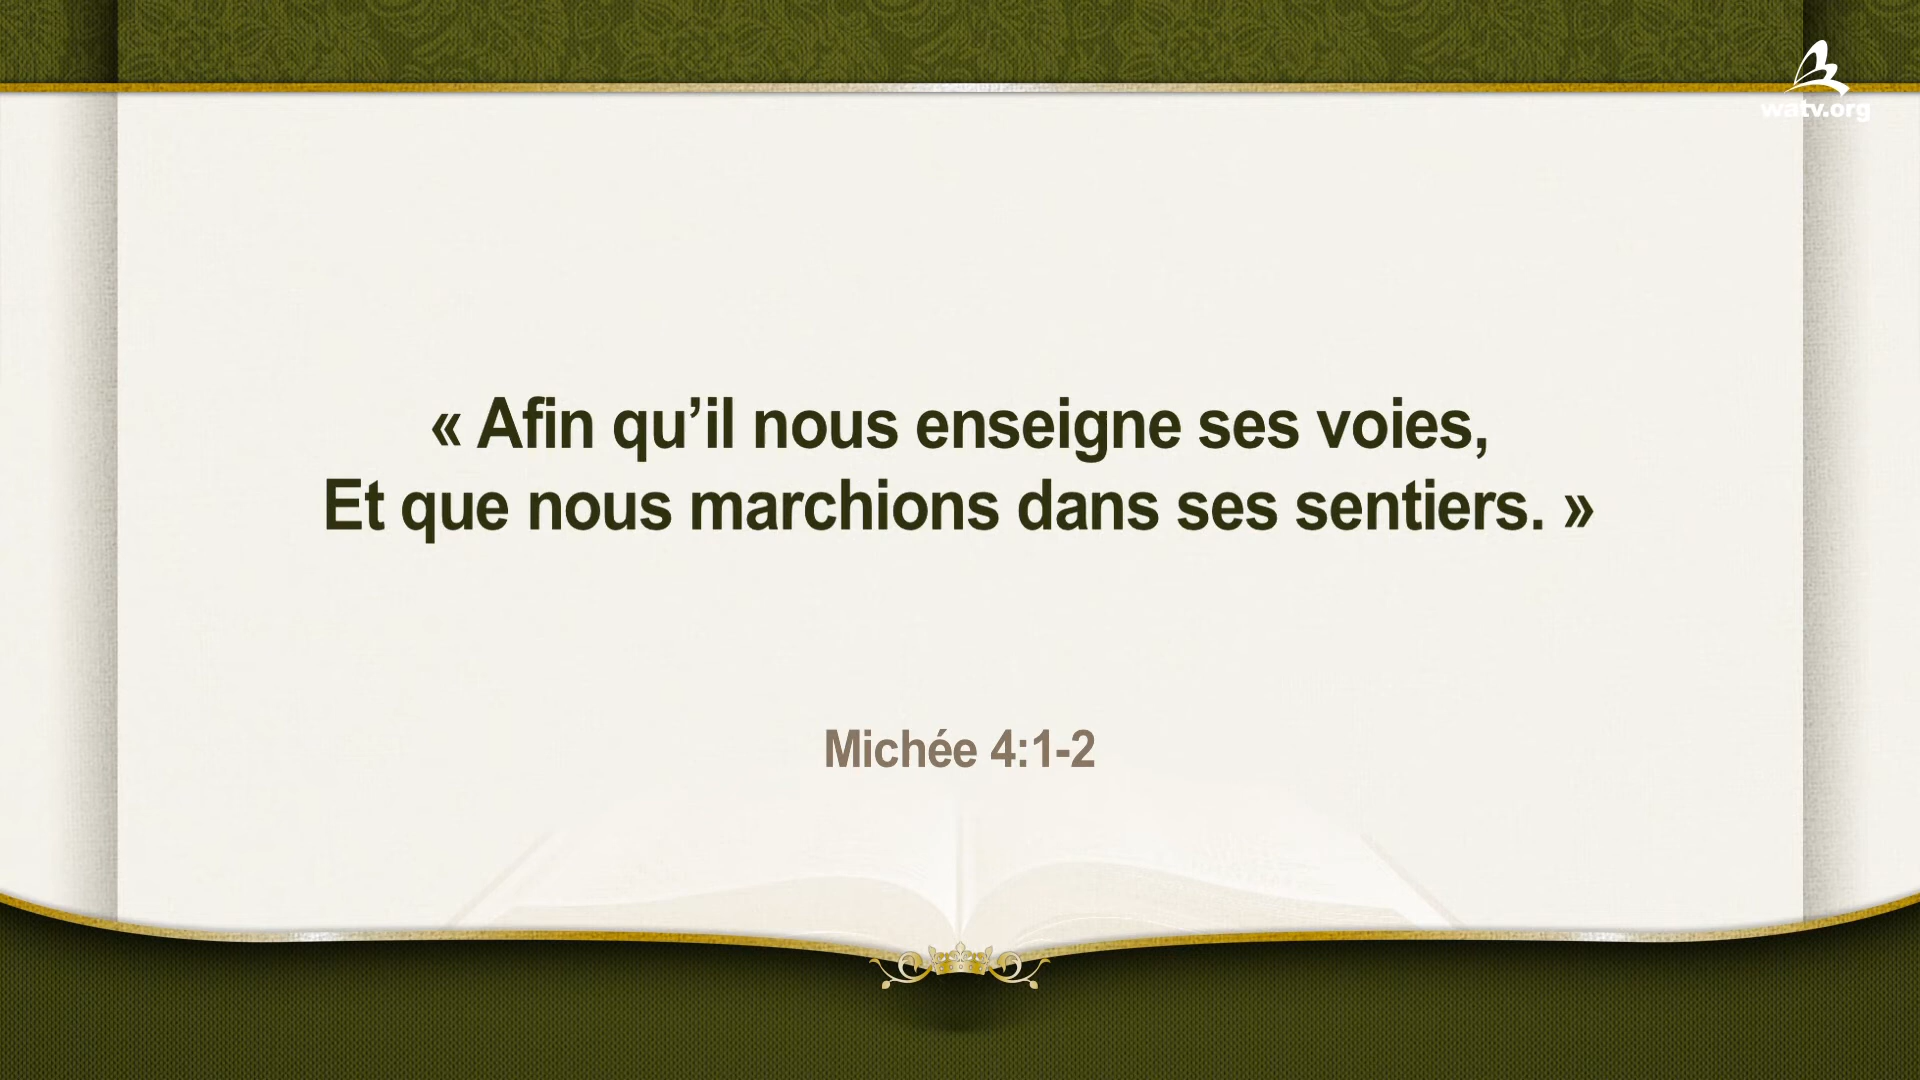 watv.org
« Afin qu’il nous enseigne ses voies,
Et que nous marchions dans ses sentiers. »
Michée 4:1-2